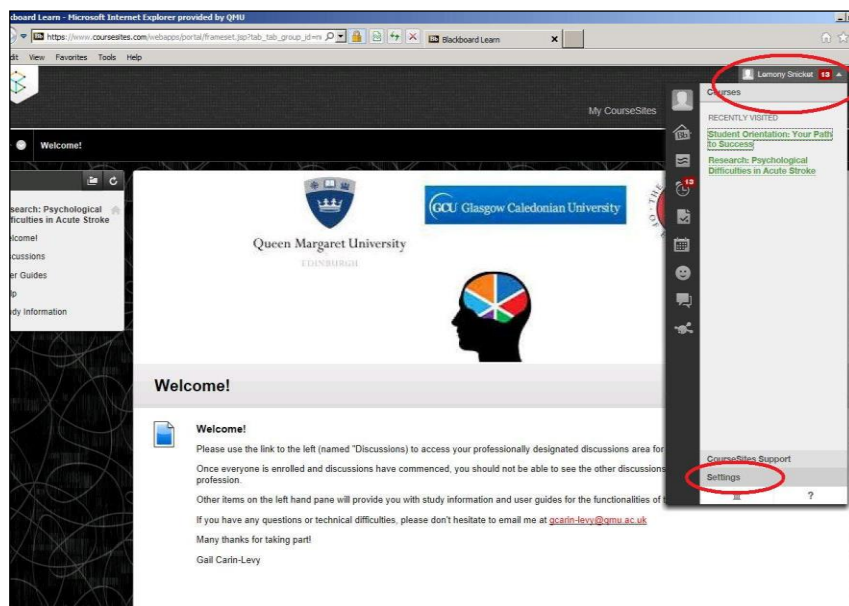 ckboard Learn - Microsoft Internet Explorer provided by QMU
https://www.coursesites.com/webapps/portal/frameset.jsp?tab_tab_group_id=
Blackboard Learn
dit View Favorites Tools Help
Lemony Snicket 13
My CourseSites
Courses
Welcome!
RECENTLY VISITED
Student Orientation: Your Path
to Success
Research: Psychological
Difficulties in Acute Stroke
13
search: Psychological
fficulties in Acute Stroke
elcome!
cussions
er Guides
lp
dy Information
Queen Margaret University
EDINBURGH
GCU Glasgow Caledonian University
Welcome!
Welcome!
Please use the link to the left (named "Discussions) to access your professionally designated discussions area for
Once everyone is enrolled and discussions have commenced, you should not be able to see the other discussions
profession.
Other items on the left hand pane will provide you with study information and user guides for the functionalities of
If you have any questions or technical difficulties, please don't hesitate to email me at gcarin-levy@qmu.ac.uk
Many thanks for taking part!
Gail Carin-Levy
CourseSites Support
Settings
?